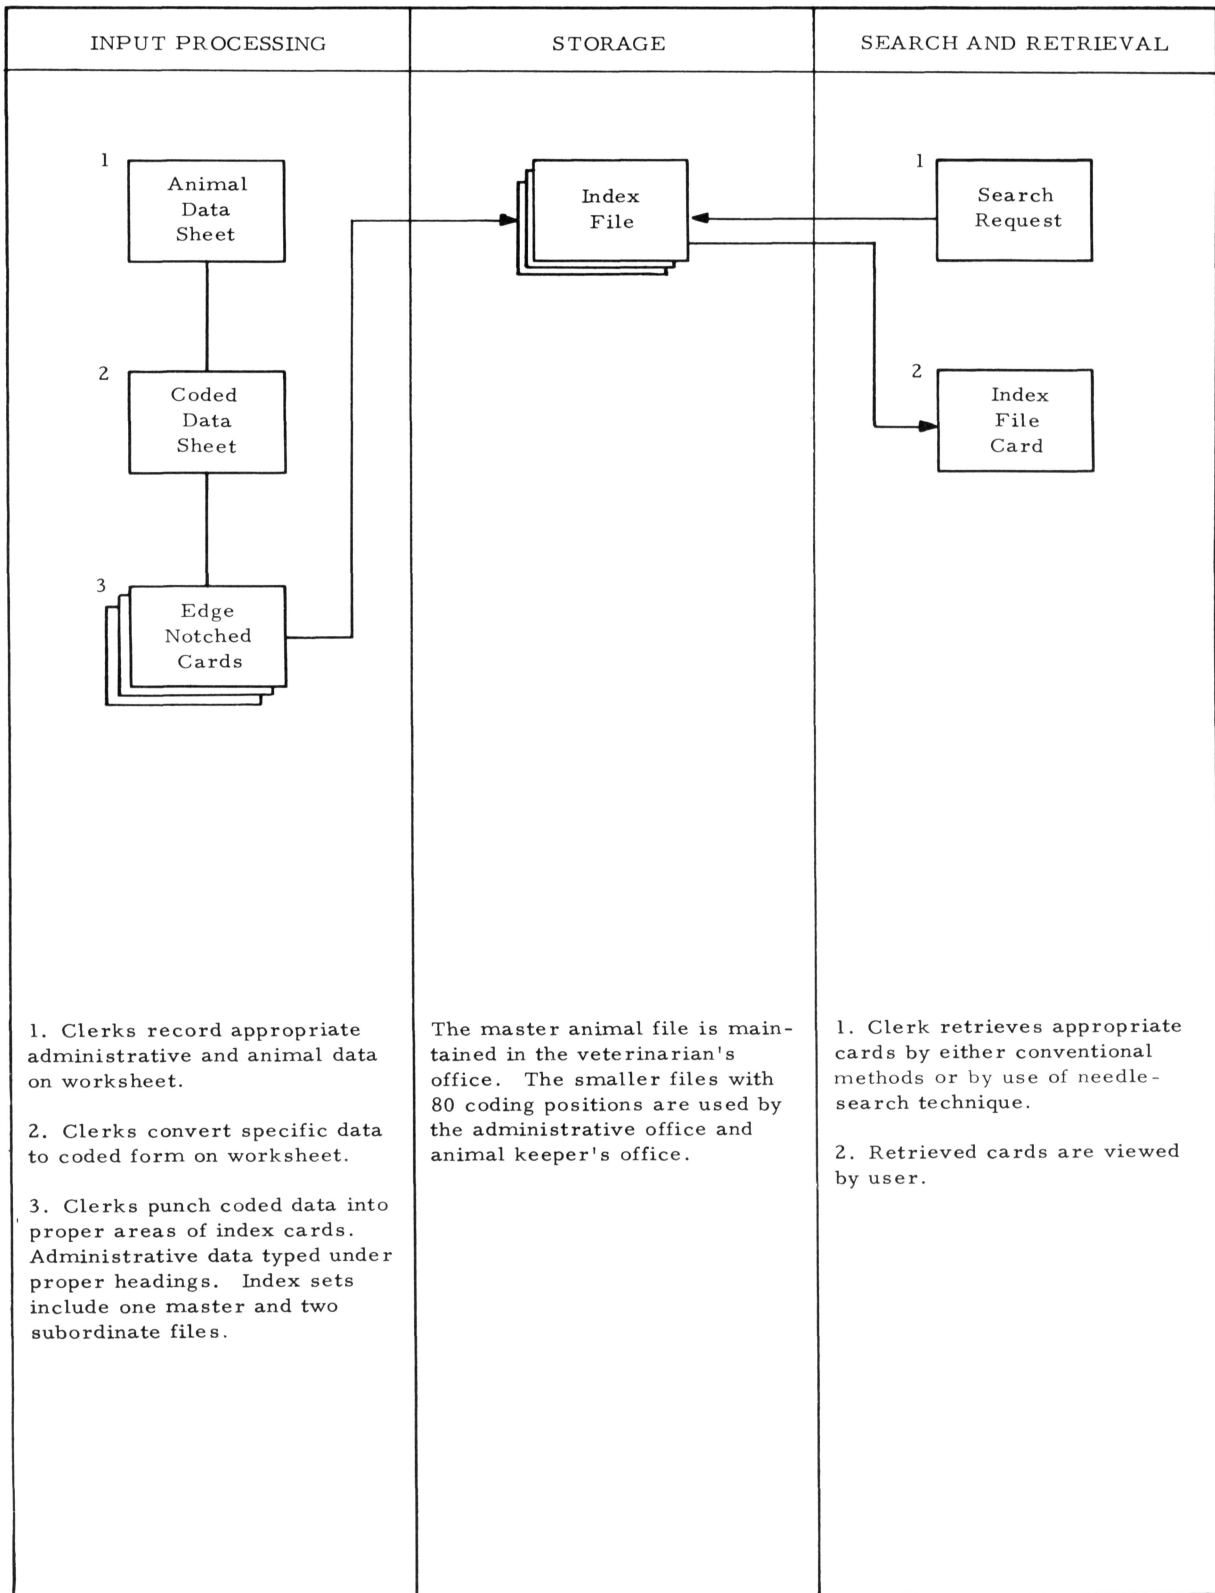 INPUT PROCESSING
STORAGE
SEARCH AND RETRIEVAL
1
Animal
Data
Sheet
2
Coded
Data
Sheet
3
Edge
Notched
Cards
Index
File
1
Search
Request
2
Index
File
Card
1. Clerks record appropriate
administrative and animal data
on worksheet.
2. Clerks convert specific data
to coded form on worksheet.
3. Clerks punch coded data into
proper areas of index cards.
Administrative data typed under
proper headings. Index sets
include one master and two
subordinate files.
The master animal file is main-
tained in the veterinarian's
office. The smaller files with
80 coding positions are used by
the administrative office and
animal keeper's office.
1. Clerk retrieves appropriate
cards by either conventional
methods or by use of needle-
search technique.
2. Retrieved cards are viewed
by user.